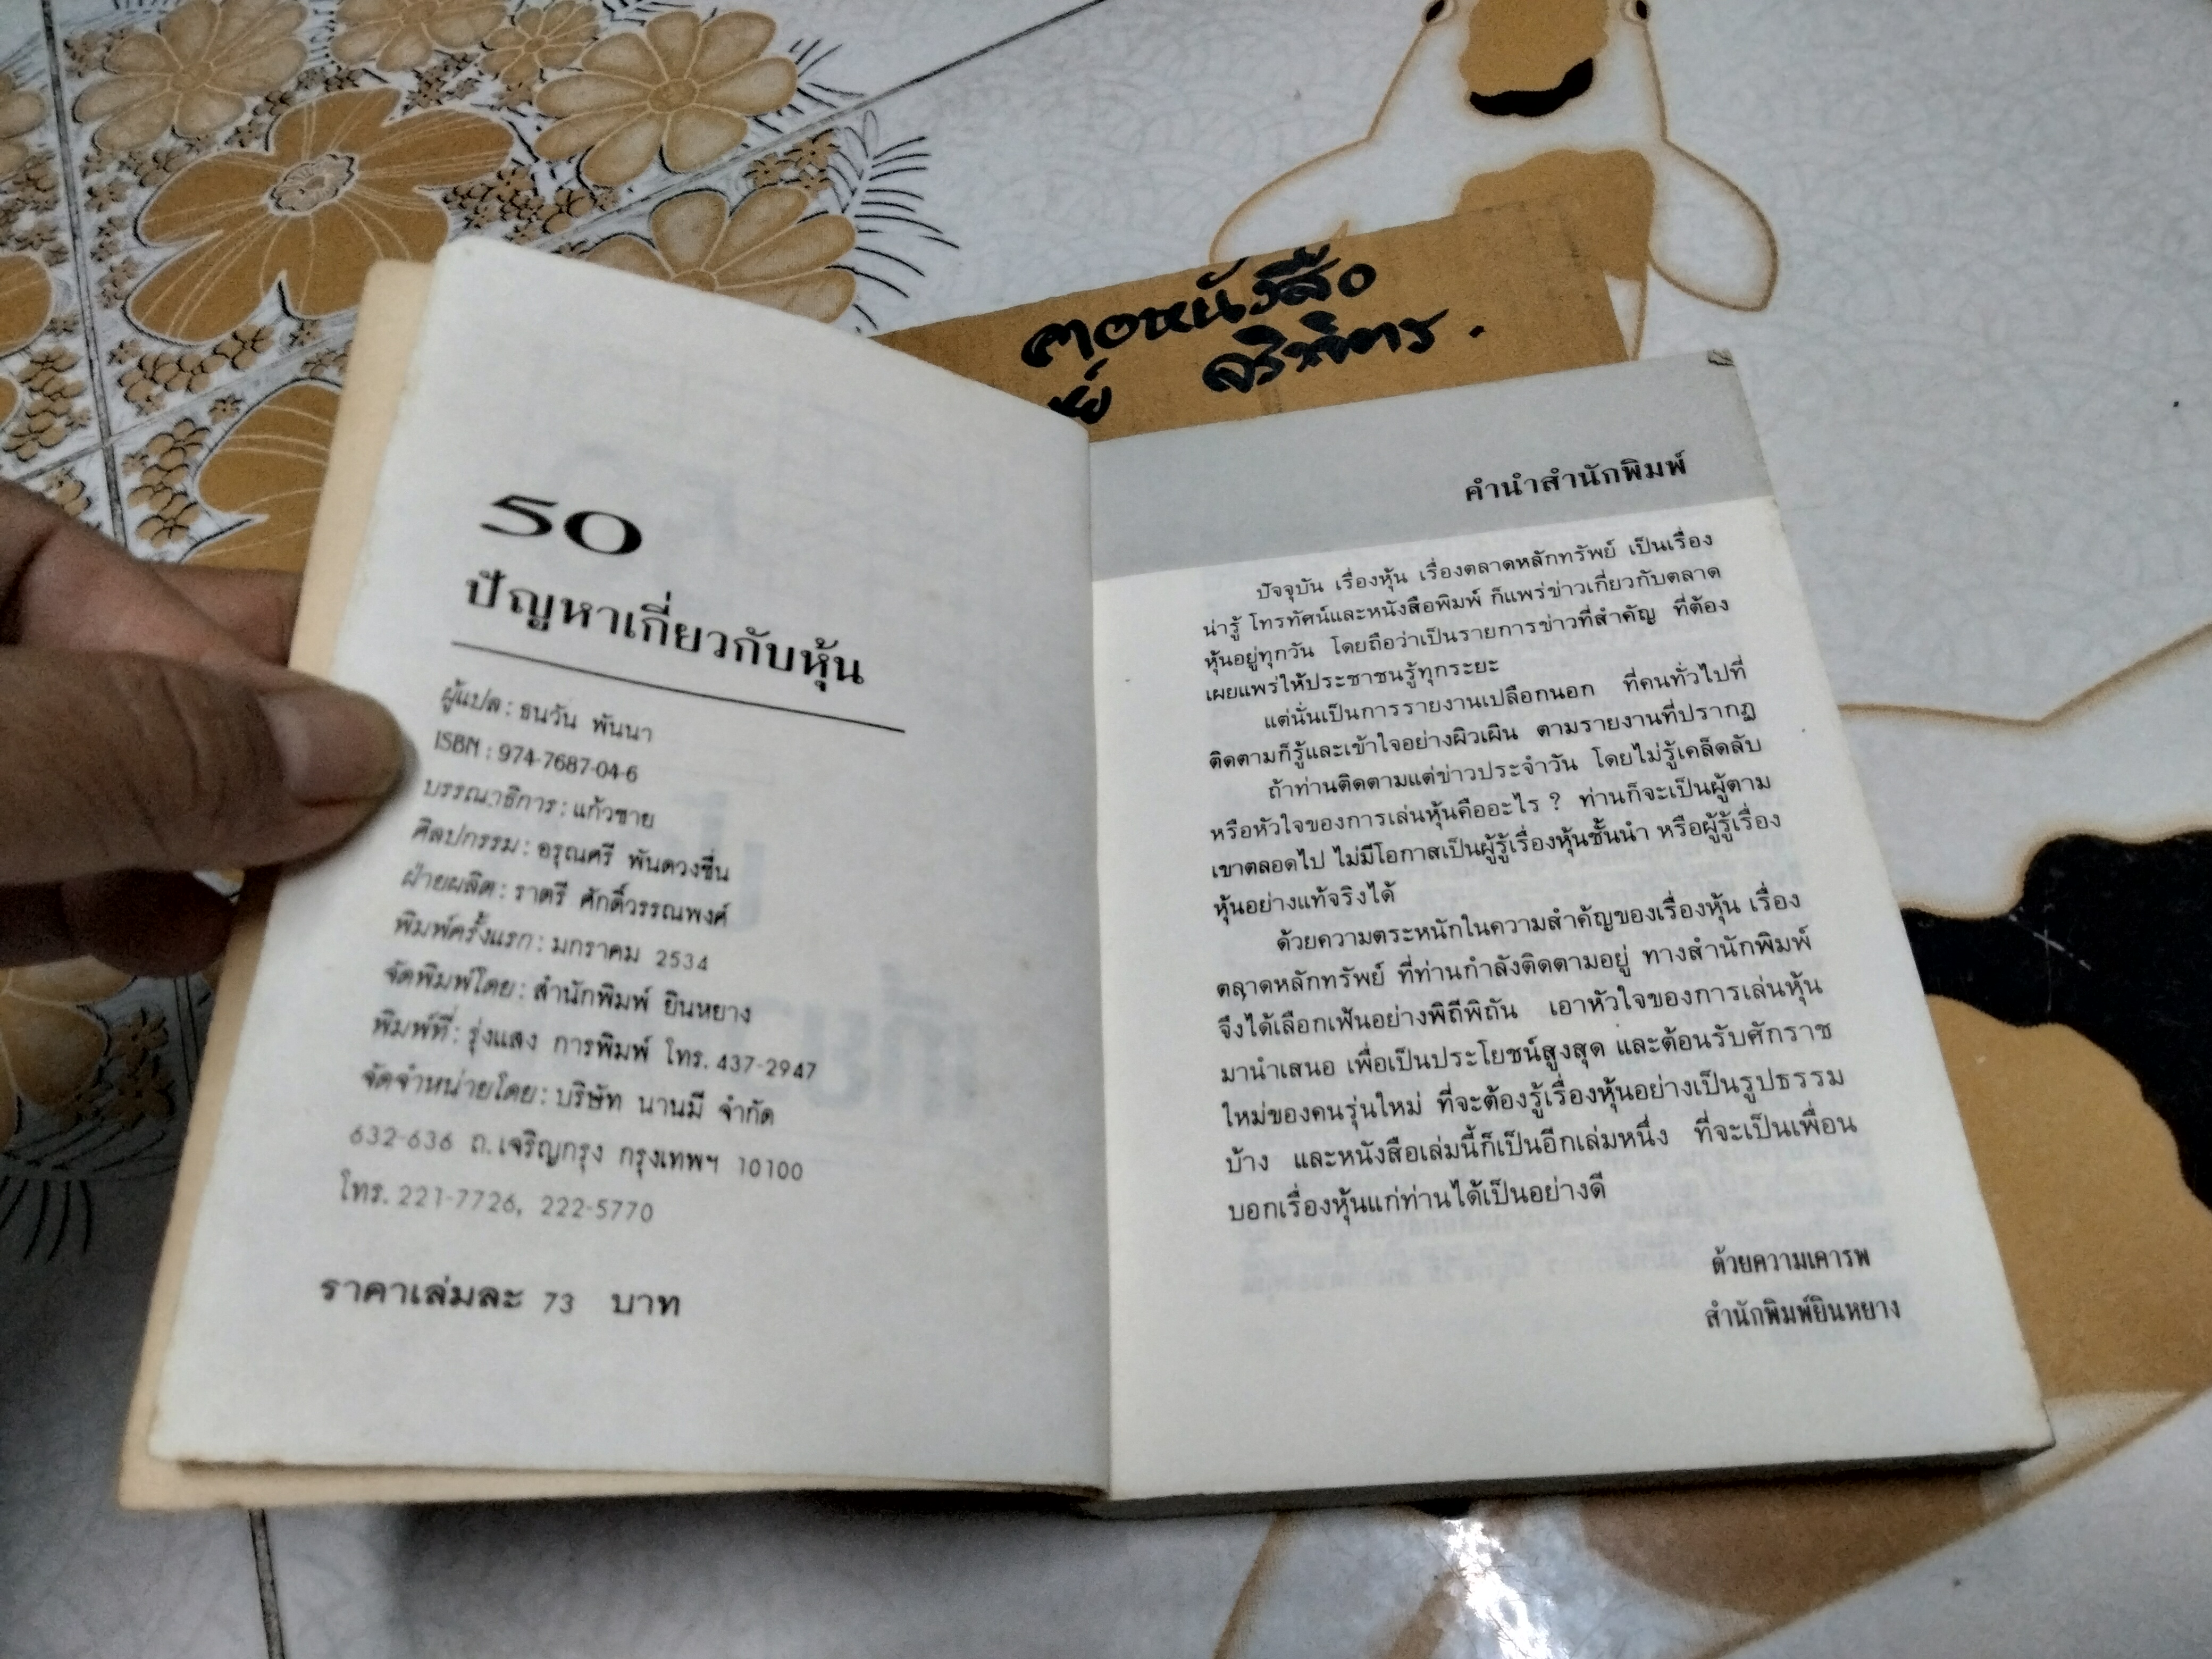 คอหนังสือ
50
ปัญหาเกี่ยวกับหุ้น
ผู้แปล : ธนวัน พันนา
ISBN : 974-7687-04-6
บรรณาธิการ : แก้วชาย
ศิลปกรรม : อรุณศรี พันดวงชื่น
ฝ่ายผลิต : ราตรี ศักดิ์วรรณพงศ์
พิมพ์ครั้งแรก : มกราคม 2534
จัดพิมพ์โดย : สำนักพิมพ์ ยินหยาง
พิมพ์ที่ : รุ่งแสง การพิมพ์ โทร. 437-2947
จัดจำหน่ายโดย : บริษัท นานมี จำกัด
632-636 ถ. เจริญกรุง กรุงเทพฯ 10100
โทร. 221-7726, 222-5770
ราคาเล่มละ 73 บาท
คำนำสำนักพิมพ์
ปัจจุบัน เรื่องหุ้น เรื่องตลาดหลักทรัพย์ เป็นเรื่อง
น่ารู้ โทรทัศน์และหนังสือพิมพ์ ก็แพร่ข่าวเกี่ยวกับตลาด
หุ้นอยู่ทุกวัน โดยถือว่าเป็นรายการข่าวที่สำคัญ ที่ต้อง
เผยแพร่ให้ประชาชนรู้ทุกระยะ
แต่นั่นเป็นการรายงานเปลือกนอก ที่คนทั่วไปที่
ติดตามก็รู้และเข้าใจอย่างผิวเผิน ตามรายงานที่ปรากฏ
ถ้าท่านติดตามแต่ข่าวประจำวัน โดยไม่รู้เคล็ดลับ
หรือหัวใจของการเล่นหุ้นคืออะไร ? ท่านก็จะเป็นผู้ตาม
เขาตลอดไป ไม่มีโอกาสเป็นผู้รู้เรื่องหุ้นชั้นนำ หรือผู้รู้เรื่อง
หุ้นอย่างแท้จริงได้
ด้วยความตระหนักในความสำคัญของเรื่องหุ้น เรื่อง
ตลาดหลักทรัพย์ ที่ท่านกำลังติดตามอยู่ ทางสำนักพิมพ์
จึงได้เลือกเฟ้นอย่างพิถีพิถัน เอาหัวใจของการเล่นหุ้น
มานำเสนอ เพื่อเป็นประโยชน์สูงสุด และต้อนรับศักราช
ใหม่ของคนรุ่นใหม่ ที่จะต้องรู้เรื่องหุ้นอย่างเป็นรูปธรรม
บ้าง และหนังสือเล่มนี้ก็เป็นอีกเล่มหนึ่ง ที่จะเป็นเพื่อน
บอกเรื่องหุ้นแก่ท่านได้เป็นอย่างดี
ด้วยความเคารพ
สำนักพิมพ์ยินหยาง